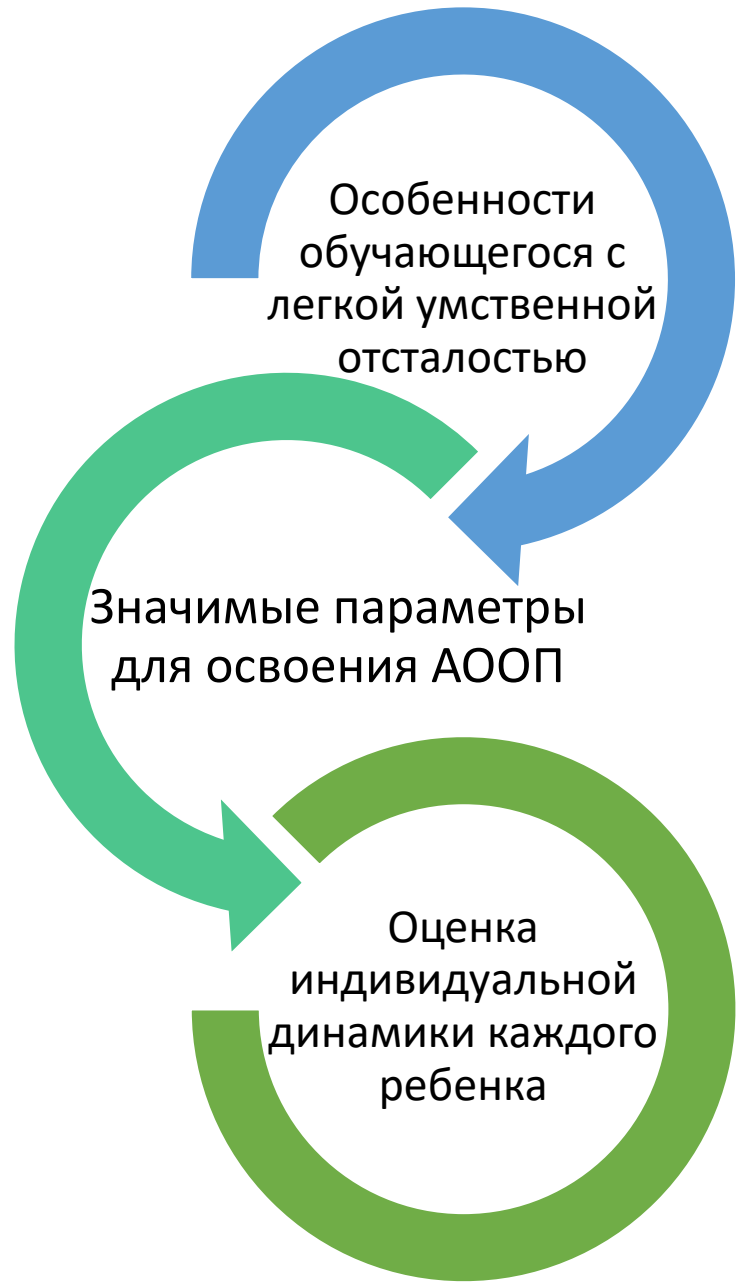 Особенности
обучающегося с
легкой умственной
отсталостью
Значимые параметры
для освоения АООП
Оценка
индивидуальной
динамики каждого
ребенка